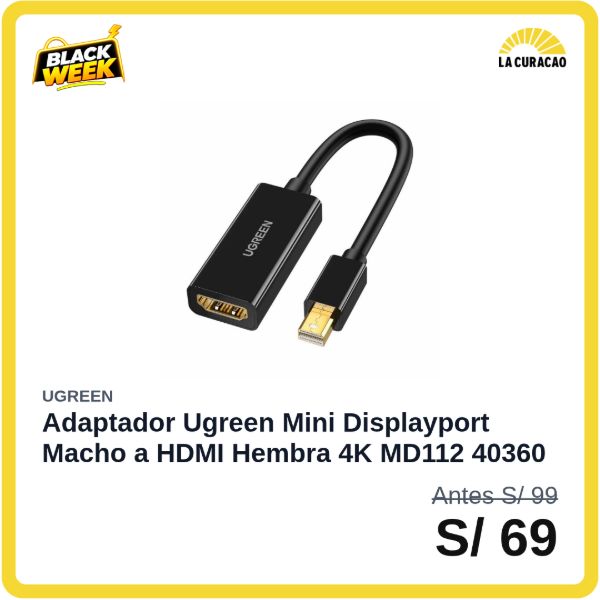 BLACK
WEEK
LA CURACAO
UGREEN
UGREEN
Adaptador Ugreen Mini Displayport
Macho a HDMI Hembra 4K MD112 40360
Antes S/ 99
S/ 69